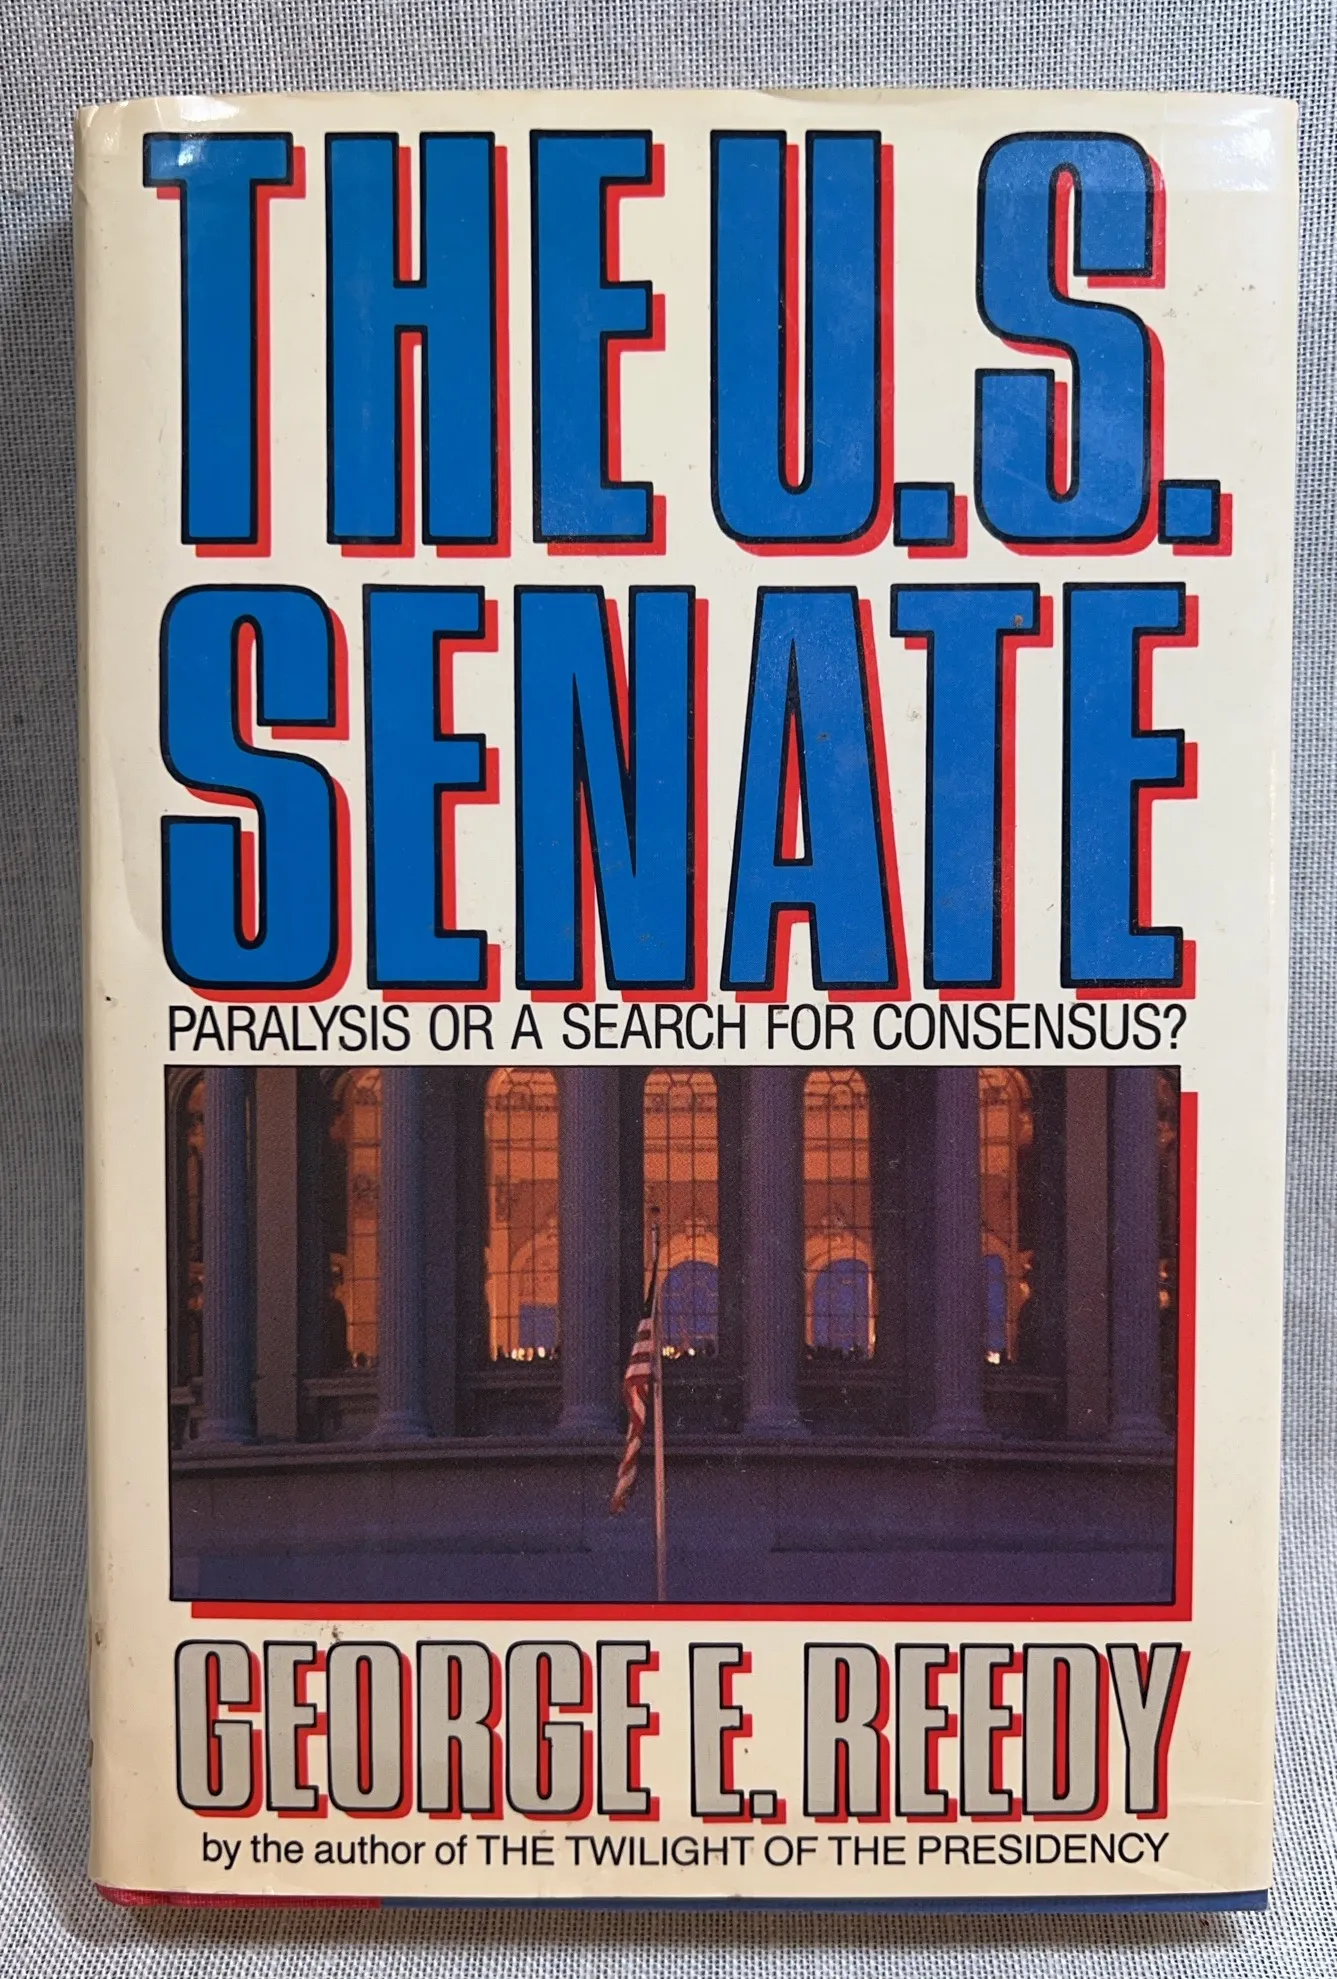 THE U.S.
SENATE
PARALYSIS OR A SEARCH FOR CONSENSUS?
GEORGE E. REEDY
by the author of THE TWILIGHT OF THE PRESIDENCY